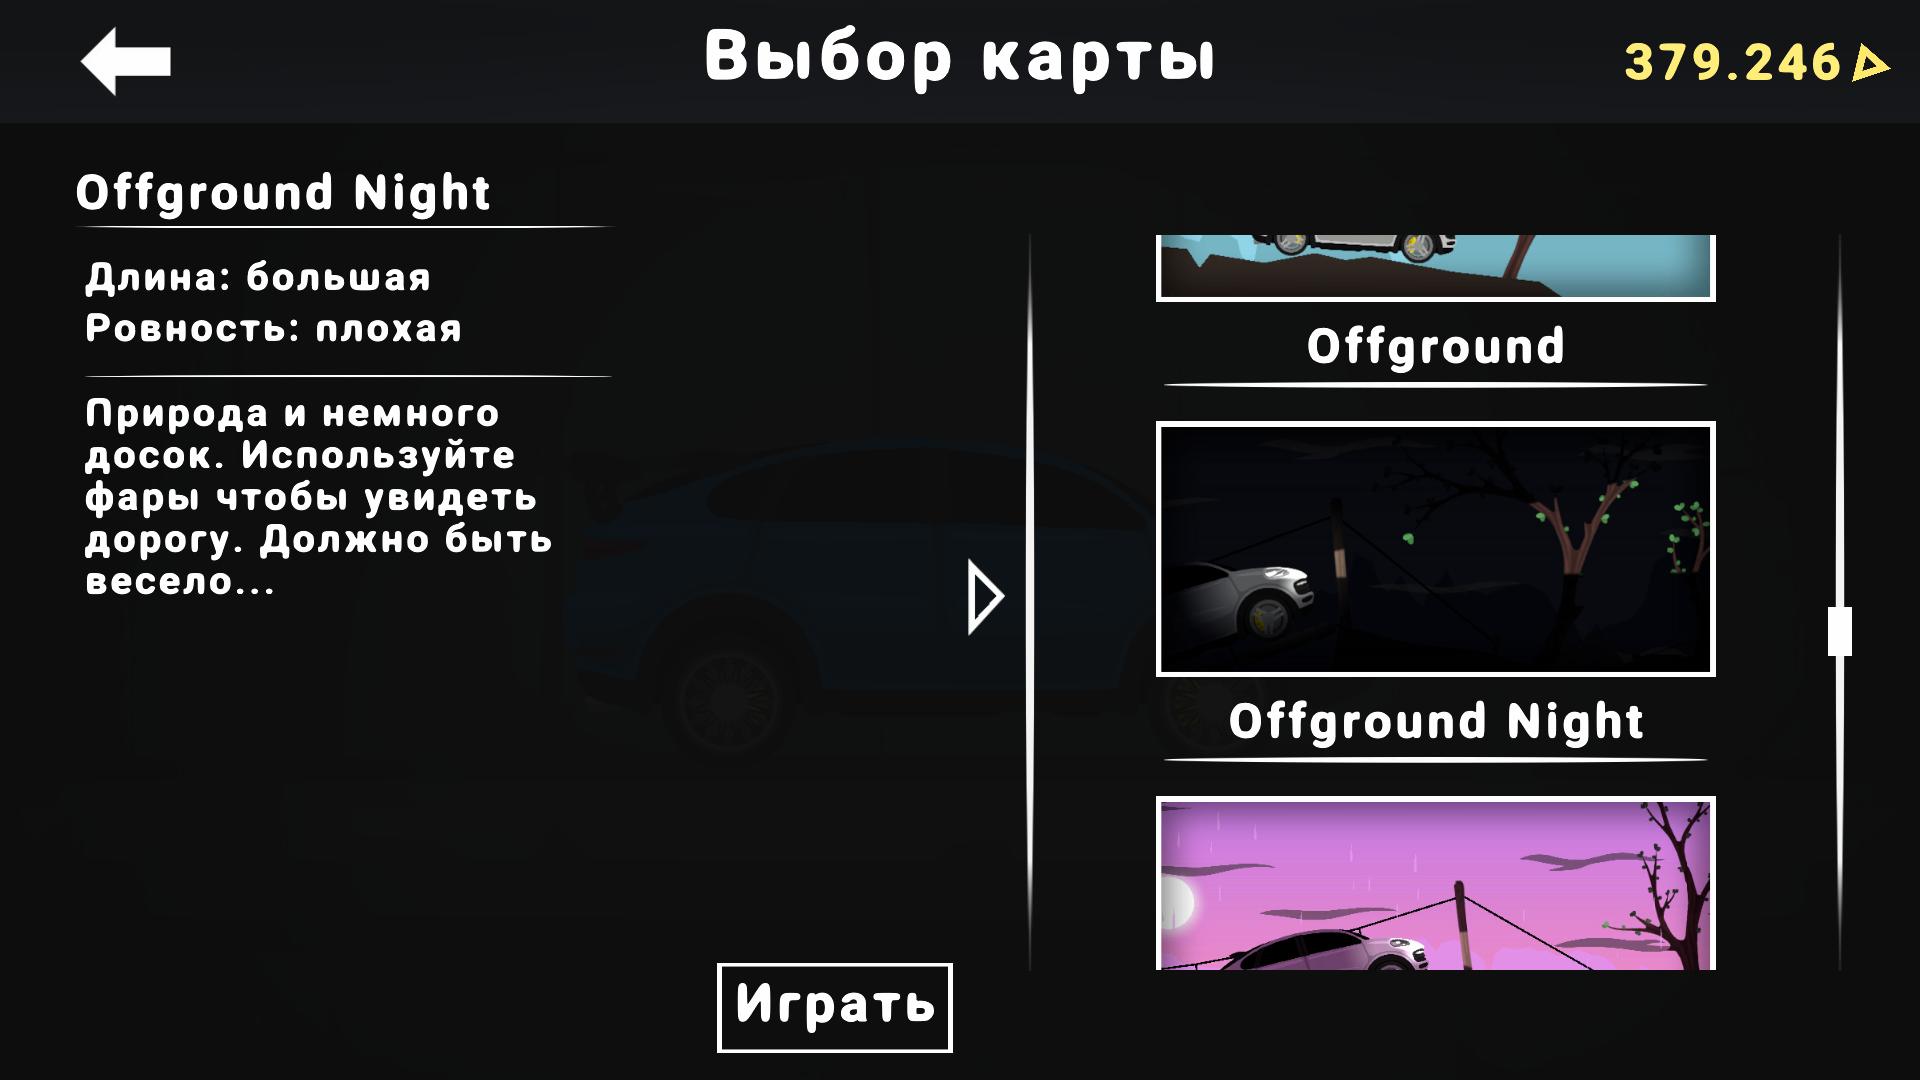 Выбор карты
379.246
Offground Night
Длина: большая
Ровность: плохая
Природа и немного
досок. Используйте
фары чтобы увидеть
дорогу. Должно быть
весело...
Играть
Offground
Offground Night